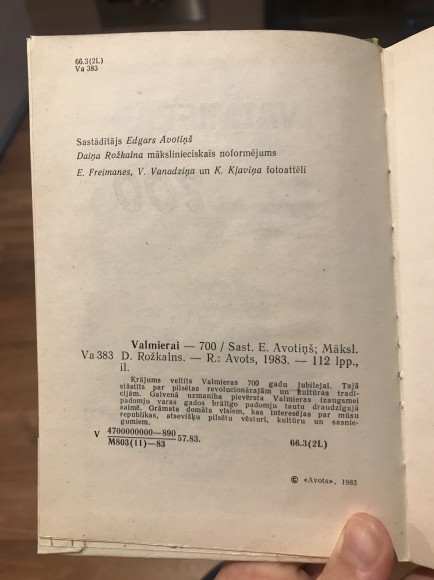 66.3(2L)
Va 383
Sastādītājs Edgars Avotiņš
Daiņa Rožkalna mākslinieciskais noformējums
E. Freimanes, V. Vanadziņa un K. Kļaviņa fotoattēli
Valmierai — 700 / Sast. E. Avotiņš; Māksl.
Va 383 D. Rožkalns. — R.: Avots, 1983. — 112 lpp.,
il.
Krājums veltīts Valmieras 700 gadu jubilejai. Tajā
stāstīts par pilsētas revolucionārajām un kultūras tradī-
cijām. Galvenā uzmanība pievērsta Valmieras izaugsmei
padomju varas gados brālīgo padomju tautu draudzīgajā
saimē. Grāmata domāta visiem, kas interesējas par mūsu
republikas, atsevišķu pilsētu vēsturi, kultūru un sasnie-
gumiem.
V 4700000000—890
M803(11)—83 57.83. 66.3(2L)
© «Avots», 1983